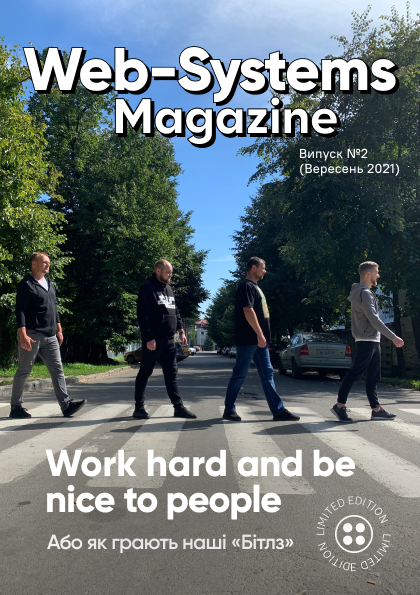 Web-Systems
Magazine
Випуск №2
(Вересень 2021)
Work hard and be
nice to people
Або як грають наші «Бітлз»
LIMITED EDITION
LIMITED EDITION